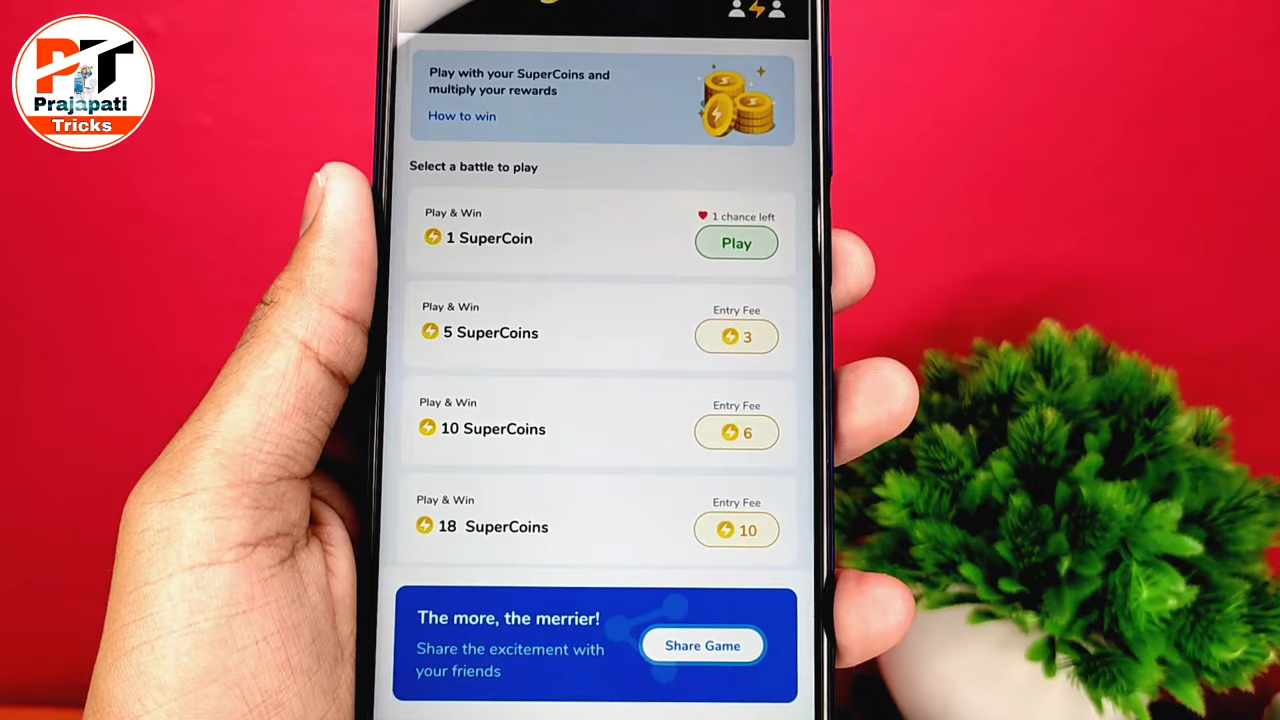 PT
Prajapati
Tricks
Play with your SuperCoins and
multiply your rewards
How to win
Select a battle to play
Play & Win
1 SuperCoin
1 chance left
Play
Play & Win
5 SuperCoins
Entry Fee
3
Play & Win
10 SuperCoins
Entry Fee
6
Play & Win
18 SuperCoins
Entry Fee
10
The more, the merrier!
Share the excitement with
your friends
Share Game